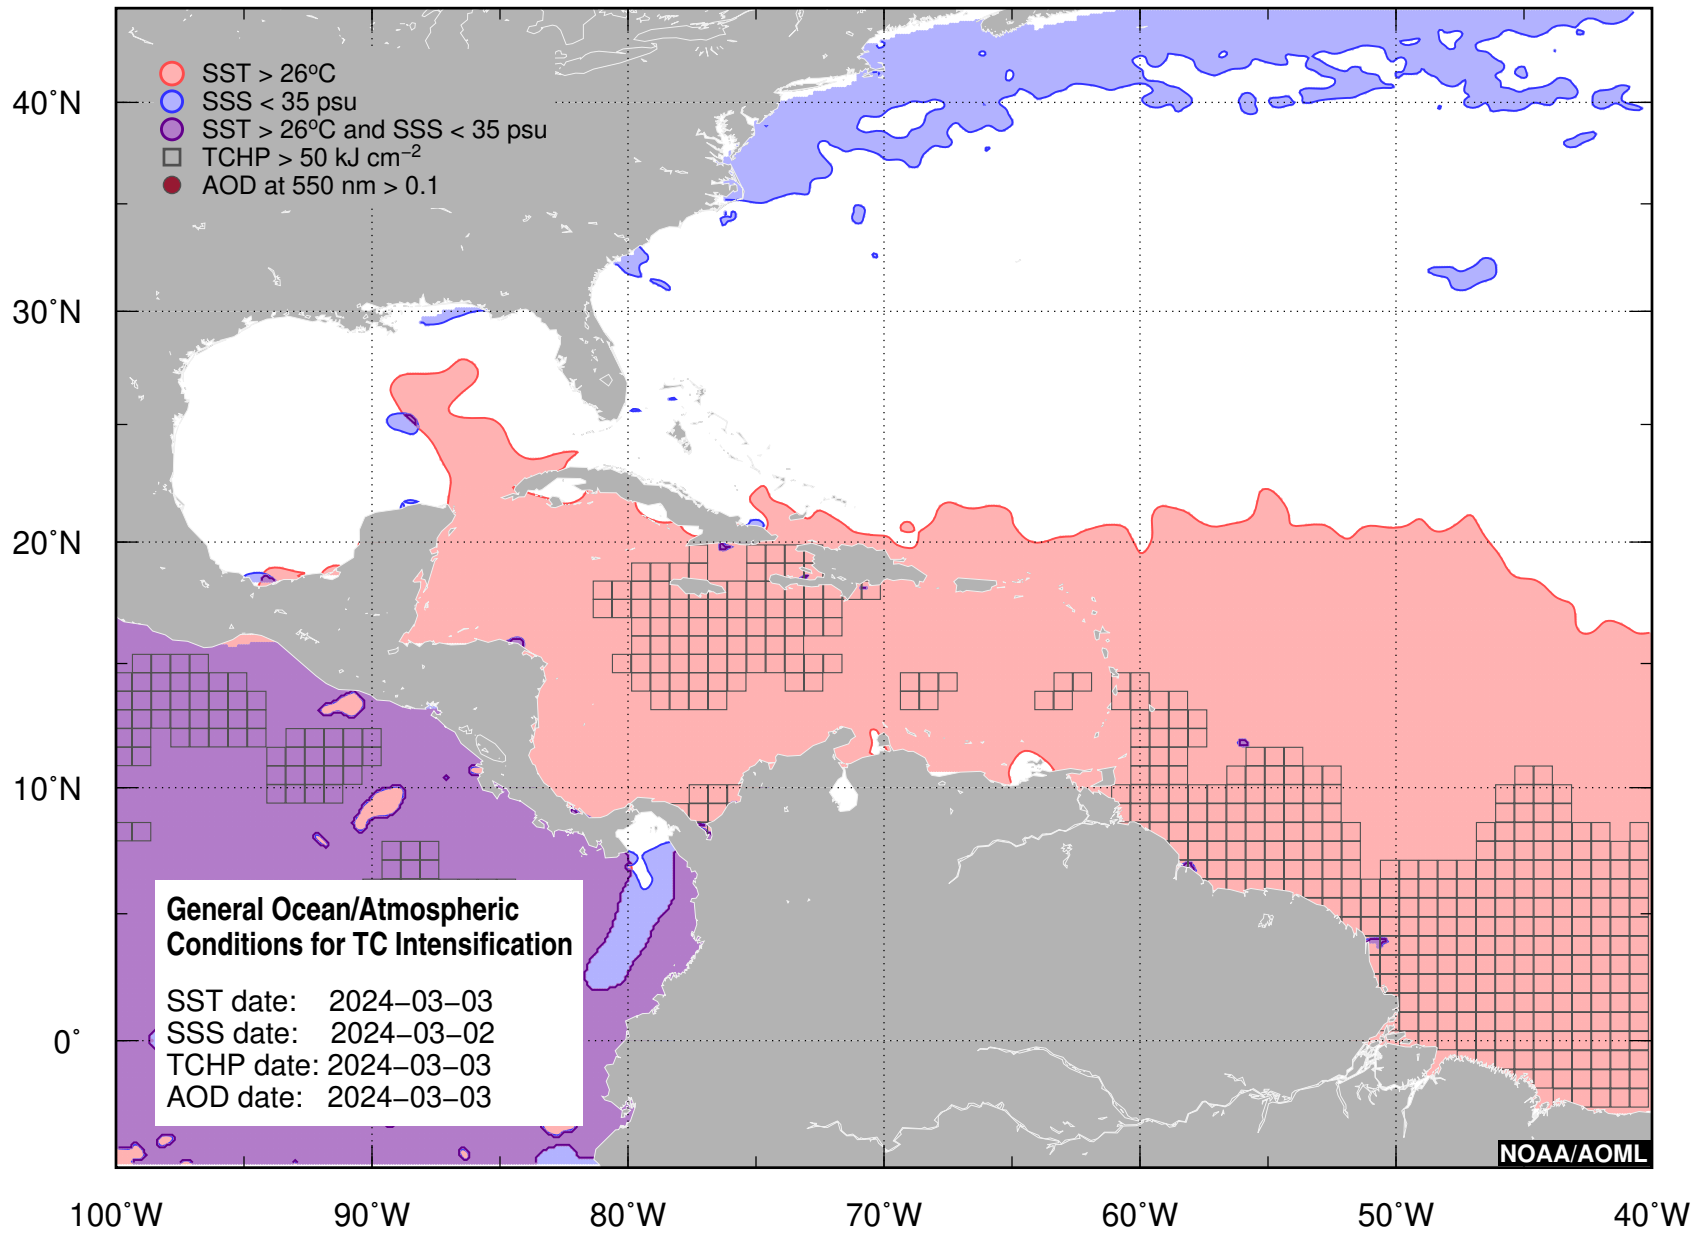 SST > 26°C
SSS < 35 psu
SST > 26°C and SSS < 35 psu
TCHP > 50 kJ cm⁻²
AOD at 550 nm > 0.1
40°N
30°N
20°N
10°N
0°
General Ocean/Atmospheric
Conditions for TC Intensification
SST date: 2024−03−03
SSS date: 2024−03−02
TCHP date: 2024−03−03
AOD date: 2024−03−03
NOAA/AOML
100°W 90°W 80°W 70°W 60°W 50°W 40°W